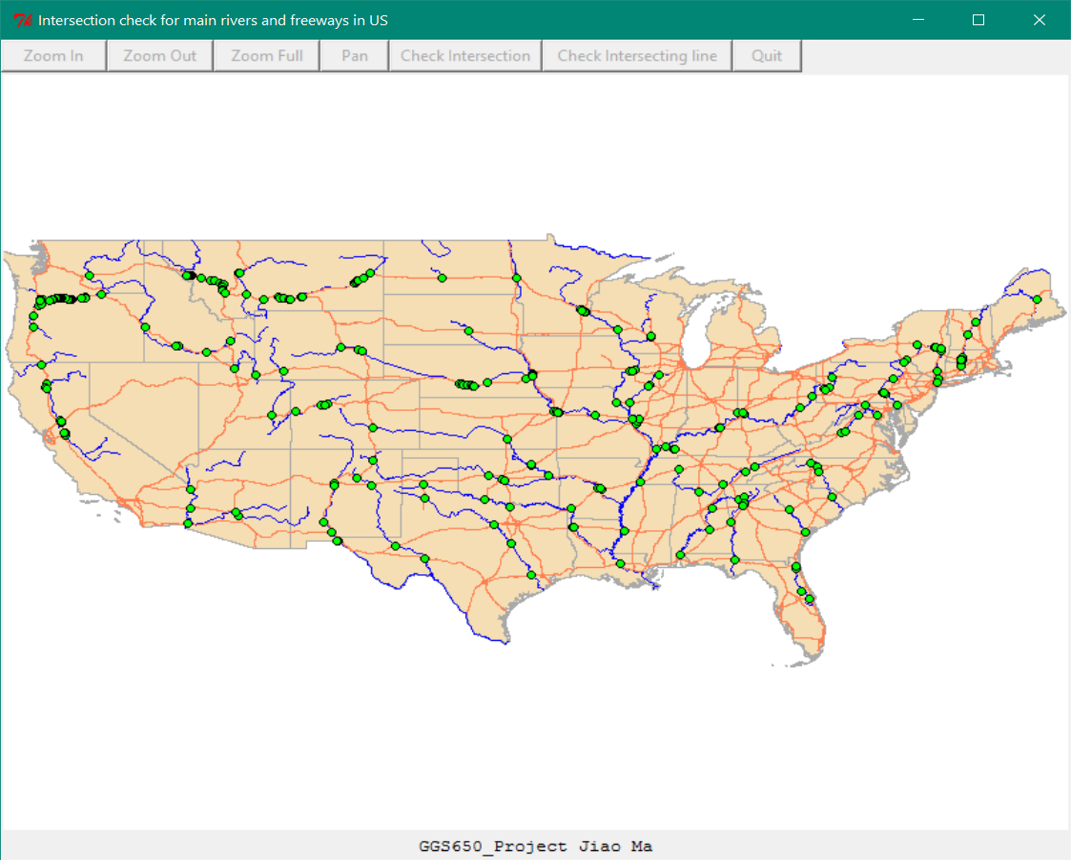 Intersection check for main rivers and freeways in US
Zoom In Zoom Out Zoom Full Pan Check Intersection Check Intersecting line Quit
GGS650_Project Jiao Ma